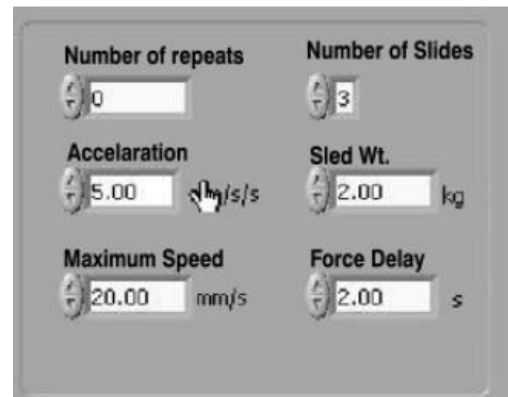 Number of repeats
Number of Slides
0
3
Accelaration
Sled Wt.
5.00
/s/s
2.00 kg
Maximum Speed
Force Delay
20.00 mm/s
2.00 s